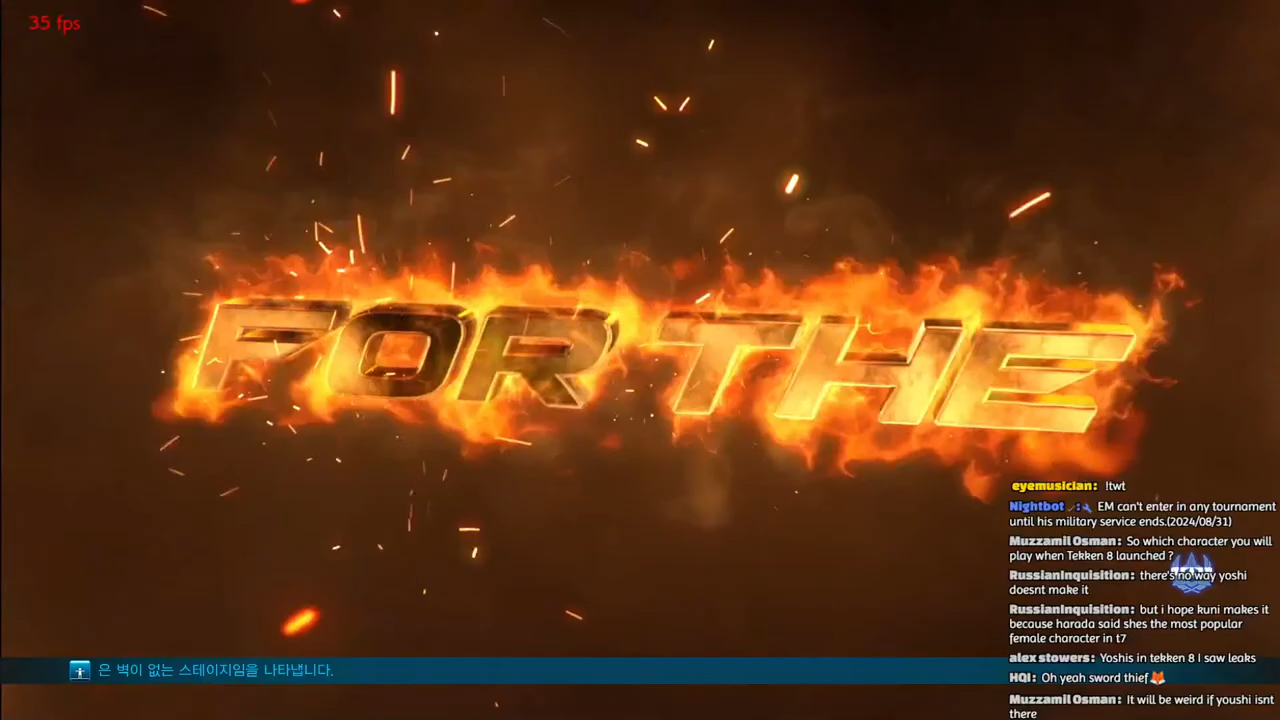 35 fps
FOR THE
eyemusician: !twt
Nightbot : EM can't enter in any tournament
until his military service ends.(2024/08/31)
Muzzamil Osman: So which character you will
play when Tekken 8 launched ?
RussianInquisition: there's no way yoshi
doesnt make it
RussianInquisition: but i hope kuni makes it
because harada said shes the most popular
female character in t7
alex stowers: Yoshis in tekken 8 I saw leaks
HQI: Oh yeah sword thief
Muzzamil Osman: It will be weird if youshi isnt
there
은 벽이 없는 스테이지임을 나타냅니다.